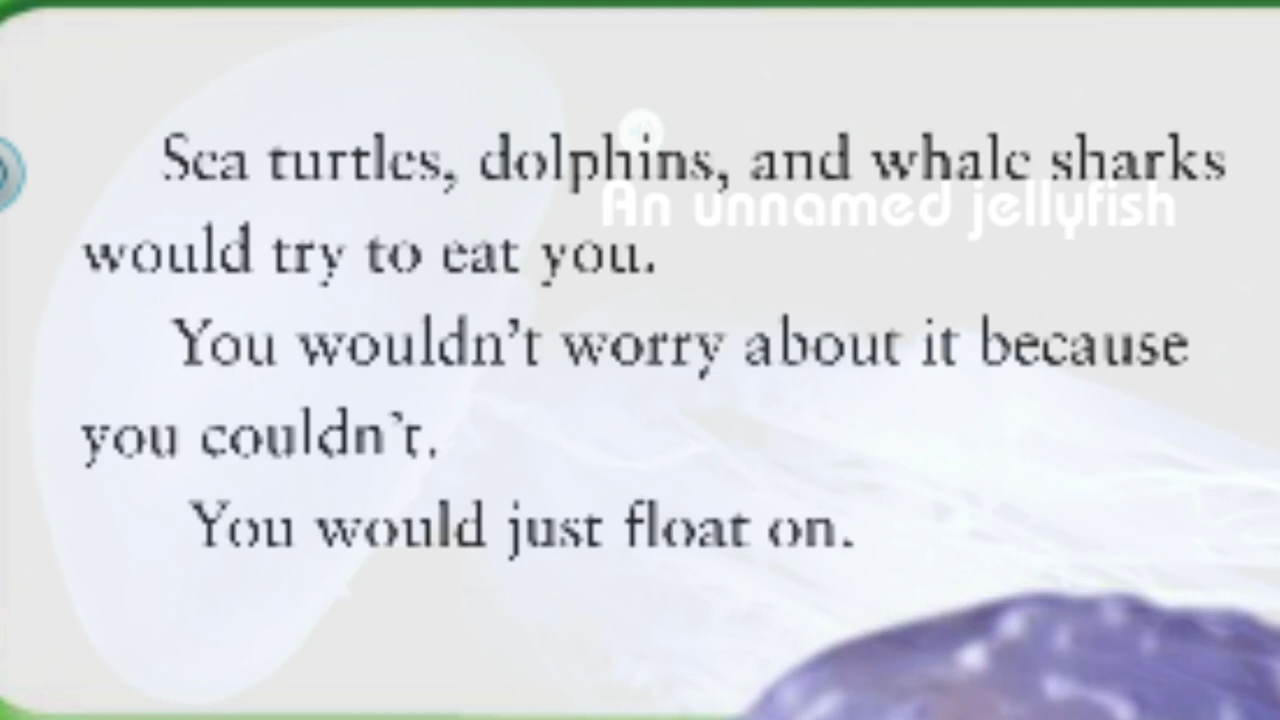 Sea turtles, dolphins, and whale sharks
An unnamed jellyfish
would try to eat you.
You wouldn't worry about it because
you couldn't.
You would just float on.